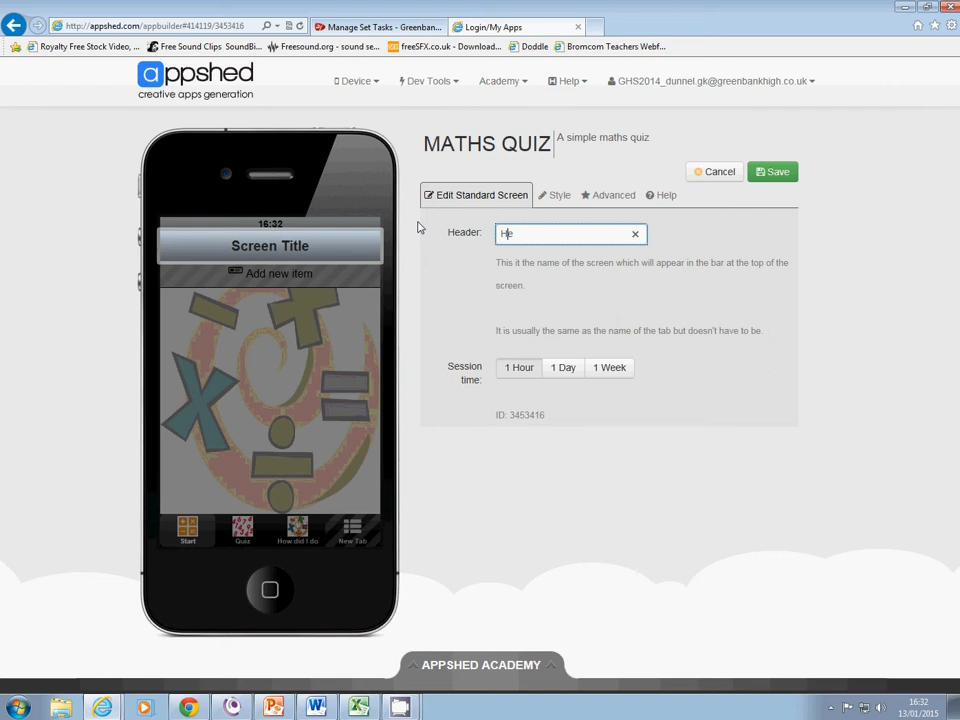 http://appshed.com/appbuilder#414119/3453416
Manage Set Tasks - Greenban...
Login/My Apps
Royalty Free Stock Video, ...
Free Sound Clips SoundBi...
Freesound.org - sound se...
freeSFX.co.uk - Download...
Doddle
Bromcom Teachers Webf...
appshed
creative apps generation
Device
Dev Tools
Academy
Help
GHS2014_dunnel.gk@greenbankhigh.co.uk
MATHS QUIZ
A simple maths quiz
Cancel
Save
Edit Standard Screen
Style
Advanced
Help
16:32
Screen Title
Add new item
Header:
He
This it the name of the screen which will appear in the bar at the top of the
screen.
It is usually the same as the name of the tab but doesn't have to be.
Session
time:
1 Hour
1 Day
1 Week
ID: 3453416
Start
Quiz
How did I do
New Tab
APPSHED ACADEMY
16:32
13/01/2015